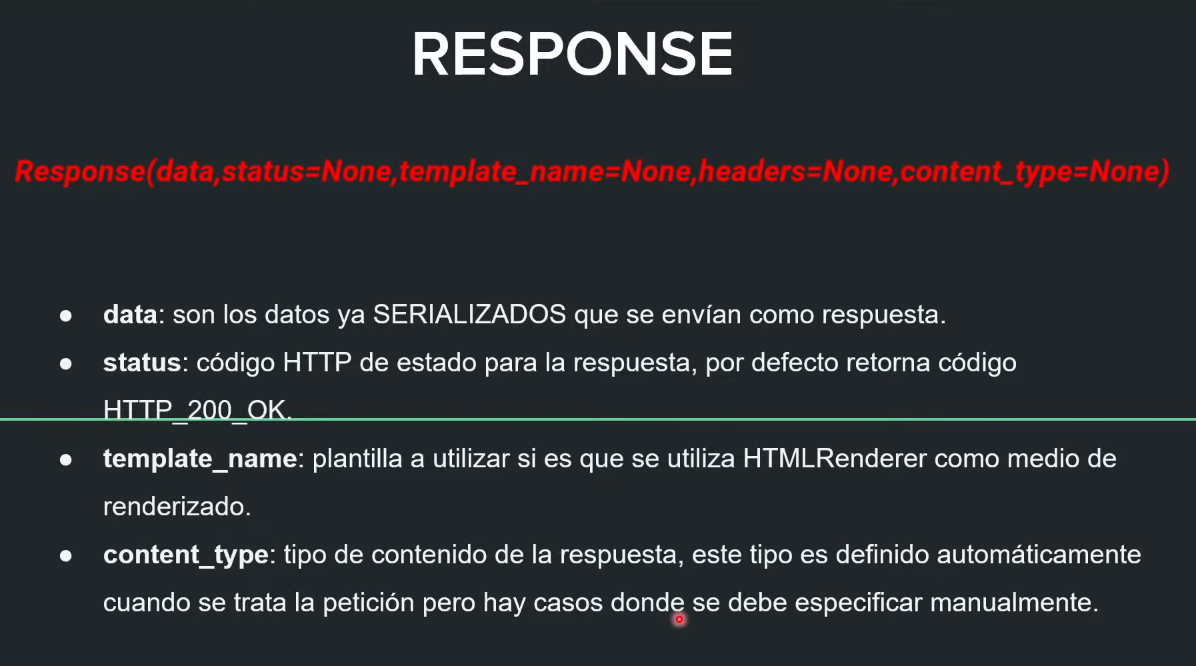 RESPONSE
Response(data,status=None,template_name=None,headers=None,content_type=None)
● data: son los datos ya SERIALIZADOS que se envían como respuesta.
● status: código HTTP de estado para la respuesta, por defecto retorna código
HTTP_200_OK.
● template_name: plantilla a utilizar si es que se utiliza HTMLRenderer como medio de
renderizado.
● content_type: tipo de contenido de la respuesta, este tipo es definido automáticamente
cuando se trata la petición pero hay casos donde se debe especificar manualmente.